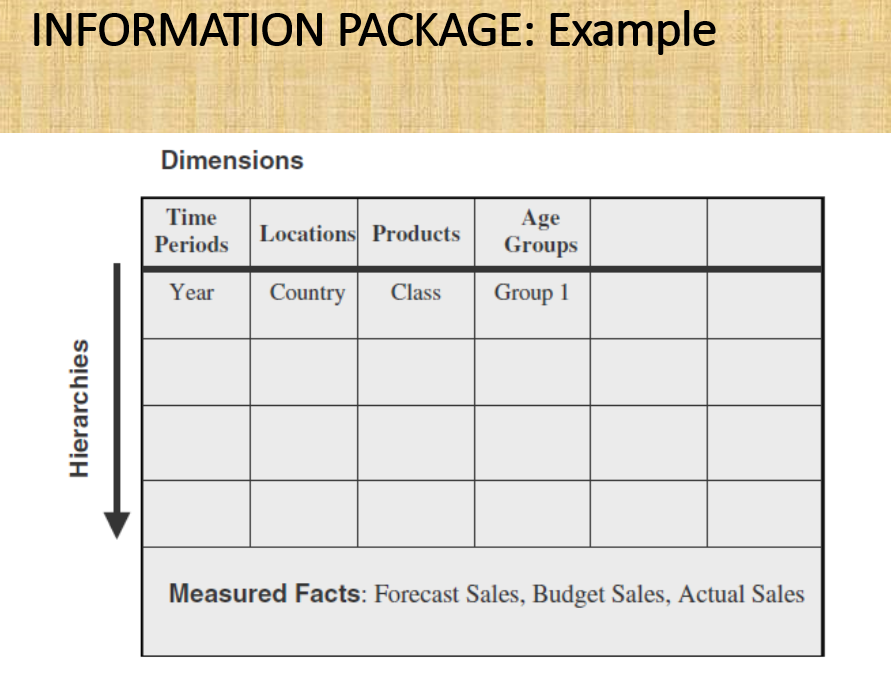 INFORMATION PACKAGE: Example
Dimensions
Time Periods Locations Products Age Groups
Year Country Class Group 1
Hierarchies
Measured Facts: Forecast Sales, Budget Sales, Actual Sales